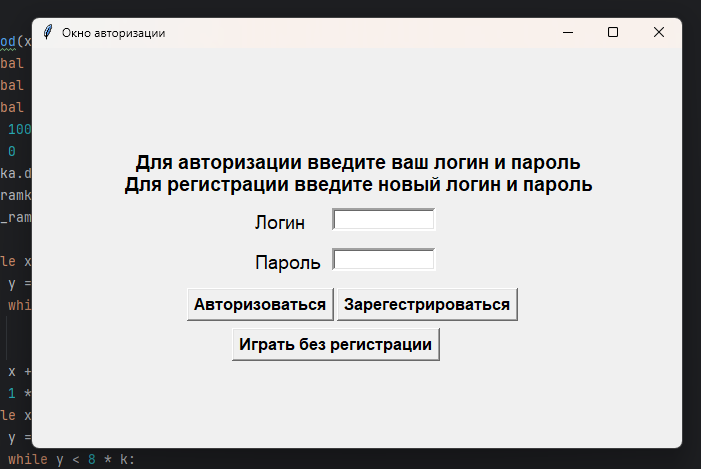 Окно авторизации
od(x
bal
bal
bal
100
0
ka.d
ramk
_ram
le x
y =
whi
x +
1 *
le x
y =
while y < 8 * k:
Для авторизации введите ваш логин и пароль
Для регистрации введите новый логин и пароль
Логин
Пароль
Авторизоваться Зарегестрироваться
Играть без регистрации